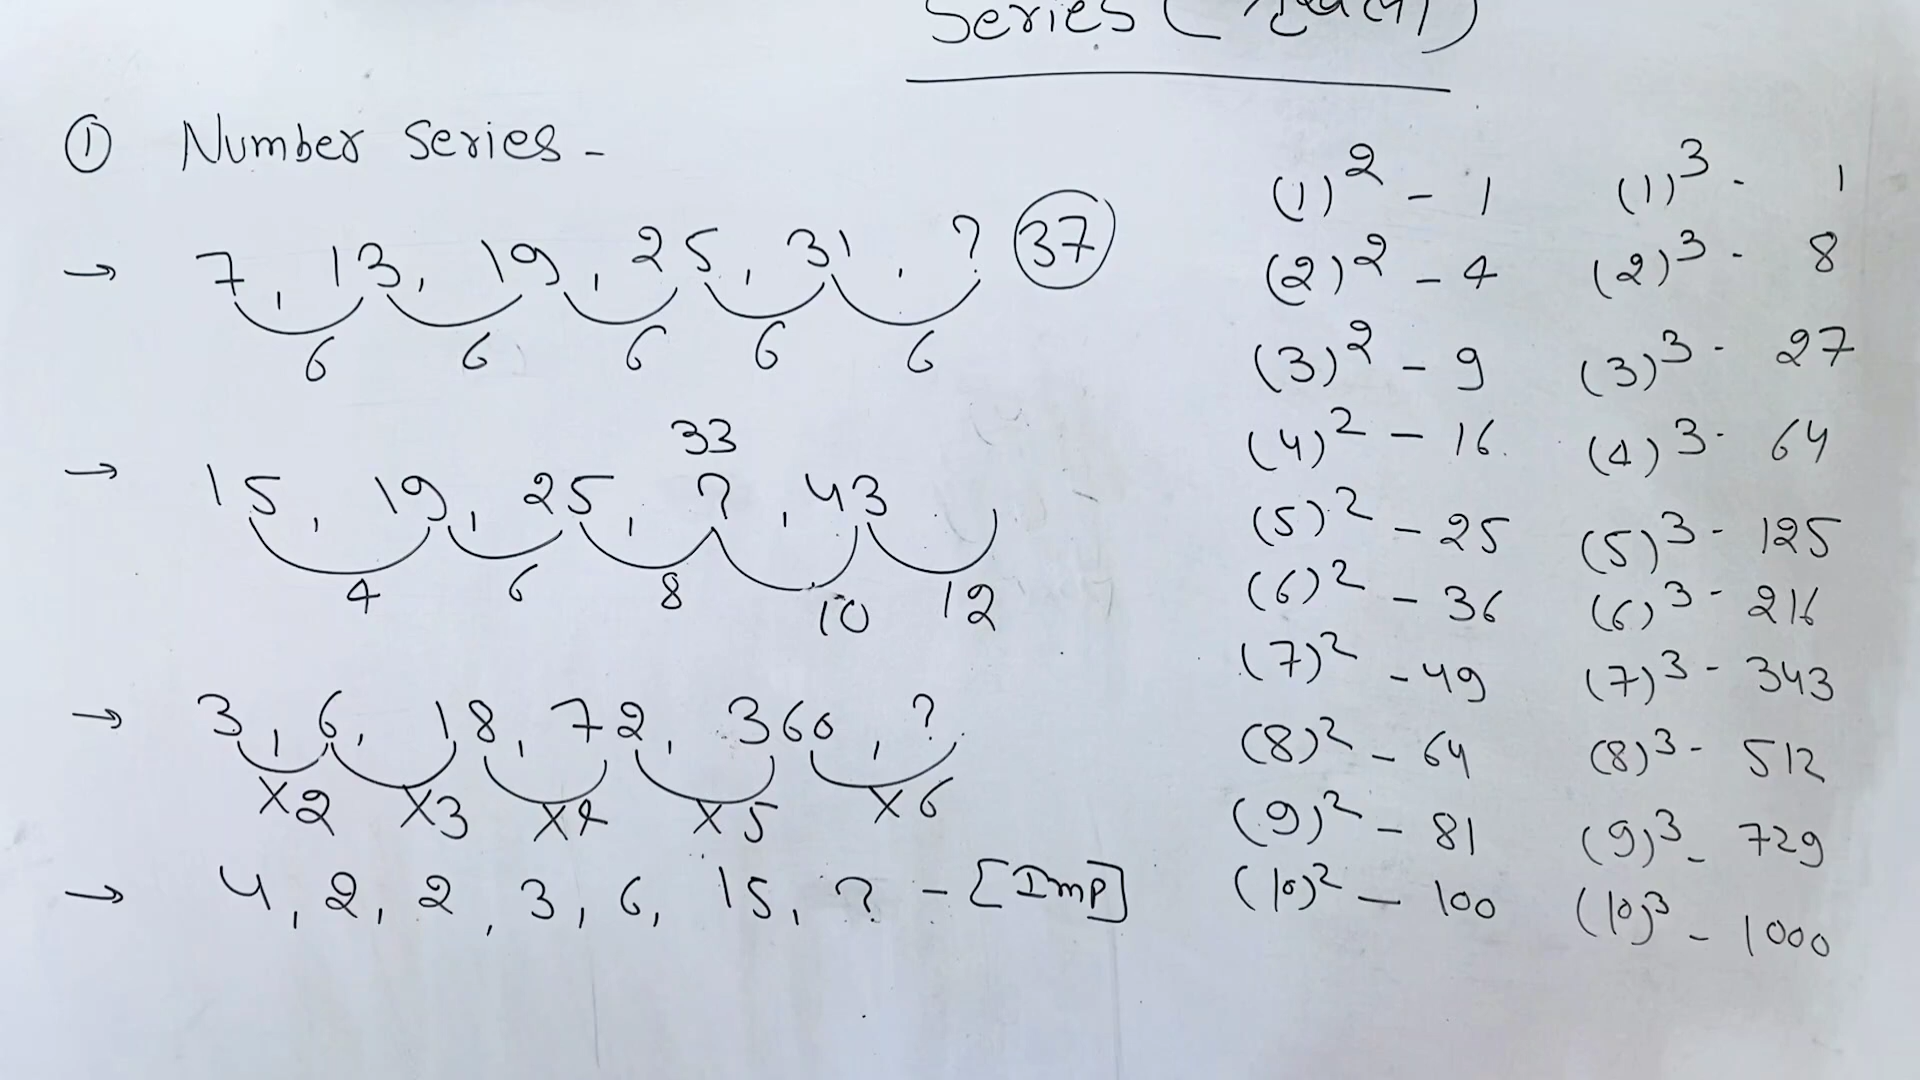 Series (
① Number Series -
→ 7, 13, 19, 25, 31, ? 37
6 6 6 6 6
33
→ 15, 19, 25, ?, 43
4 6 8 10 12
→ 3, 6, 18, 72, 360, ?
×2 ×3 ×4 ×5 ×6
→ 4, 2, 2, 3, 6, 15, ? - [Imp]
(1)² - 1
(2)² - 4
(3)² - 9
(4)² - 16
(5)² - 25
(6)² - 36
(7)² - 49
(8)² - 64
(9)² - 81
(10)² - 100
(1)³ - 1
(2)³ - 8
(3)³ - 27
(4)³ - 64
(5)³ - 125
(6)³ - 216
(7)³ - 343
(8)³ - 512
(9)³ - 729
(10)³ - 1000